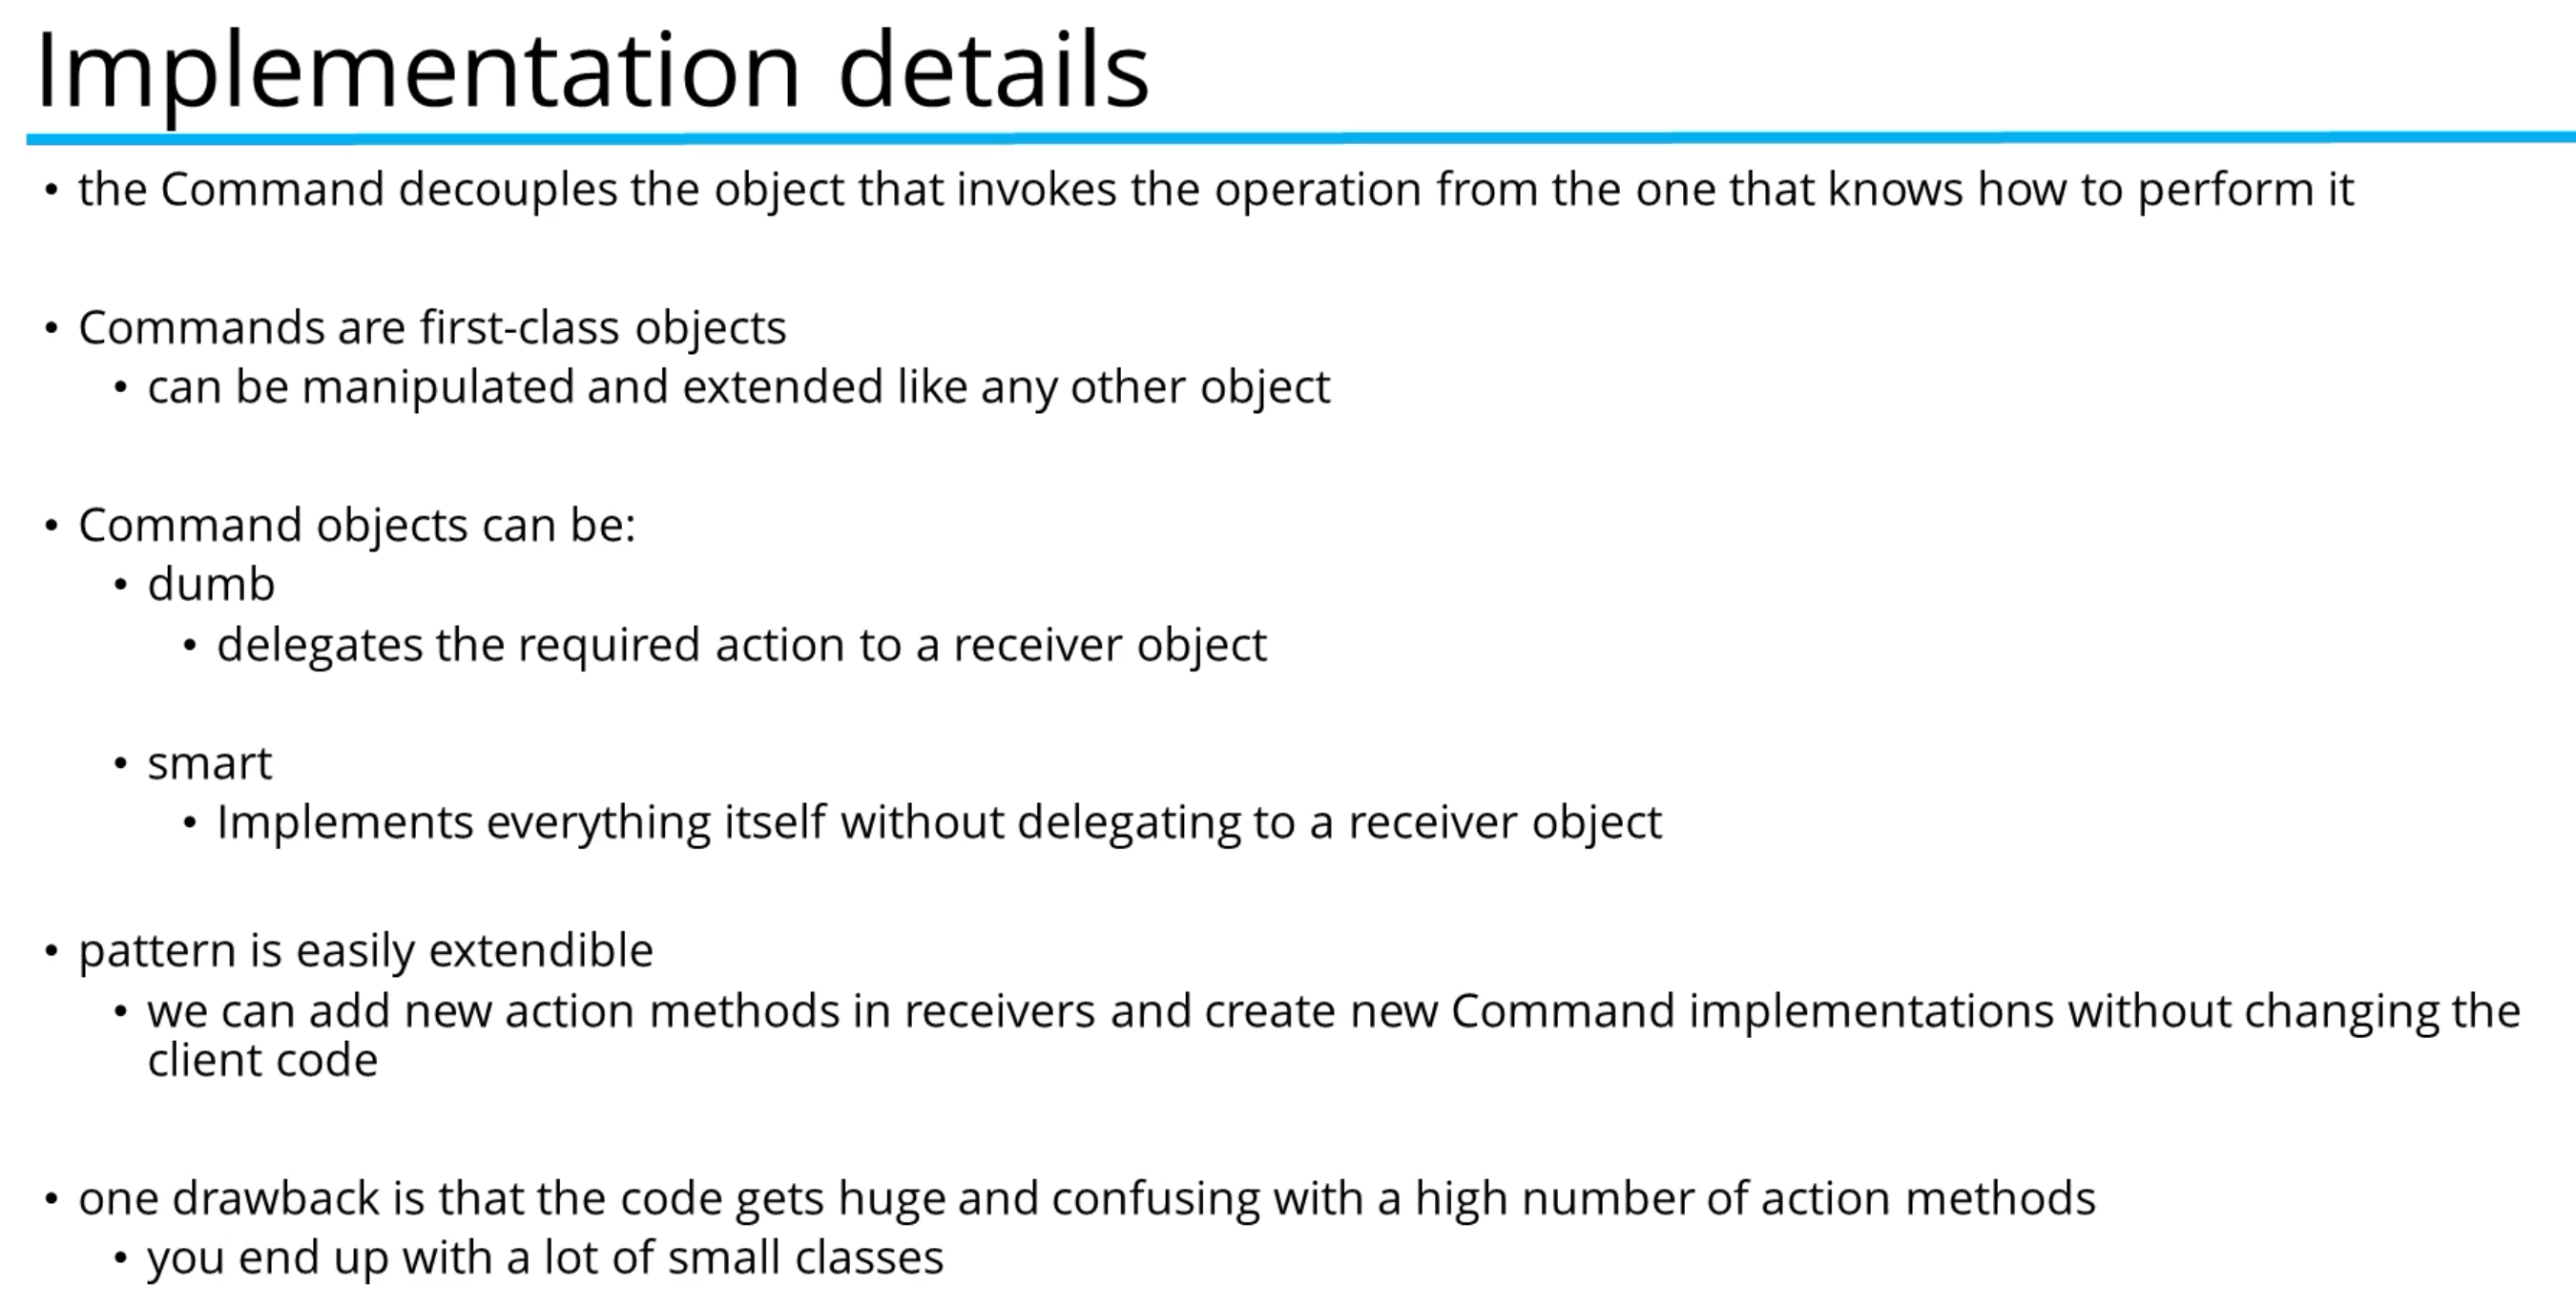 Implementation details
• the Command decouples the object that invokes the operation from the one that knows how to perform it
• Commands are first-class objects
• can be manipulated and extended like any other object
• Command objects can be:
• dumb
• delegates the required action to a receiver object
• smart
• Implements everything itself without delegating to a receiver object
• pattern is easily extendible
• we can add new action methods in receivers and create new Command implementations without changing the
client code
• one drawback is that the code gets huge and confusing with a high number of action methods
• you end up with a lot of small classes